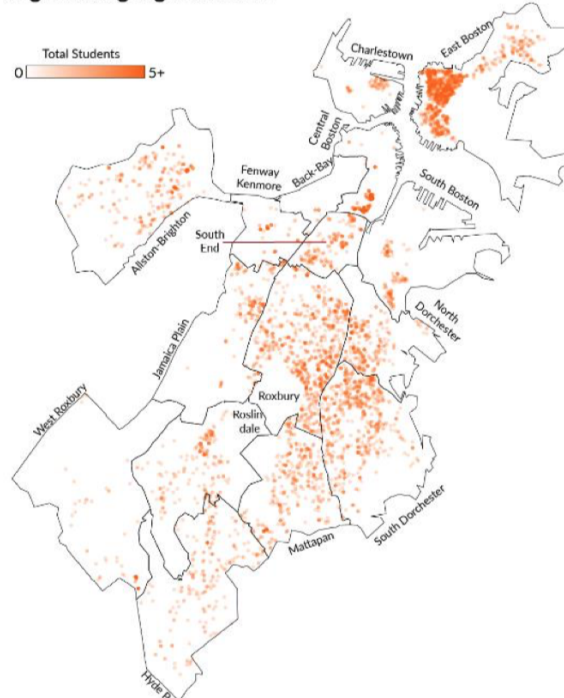 Total Students
0 5+
East Boston
Charlestown
Central
Boston
Back-Bay
Fenway
Kenmore
South Boston
South
End
Allston-Brighton
North
Dorchester
Jamaica Plain
West Roxbury
Roxbury
Roslin
dale
South Dorchester
Mattapan
Hyde